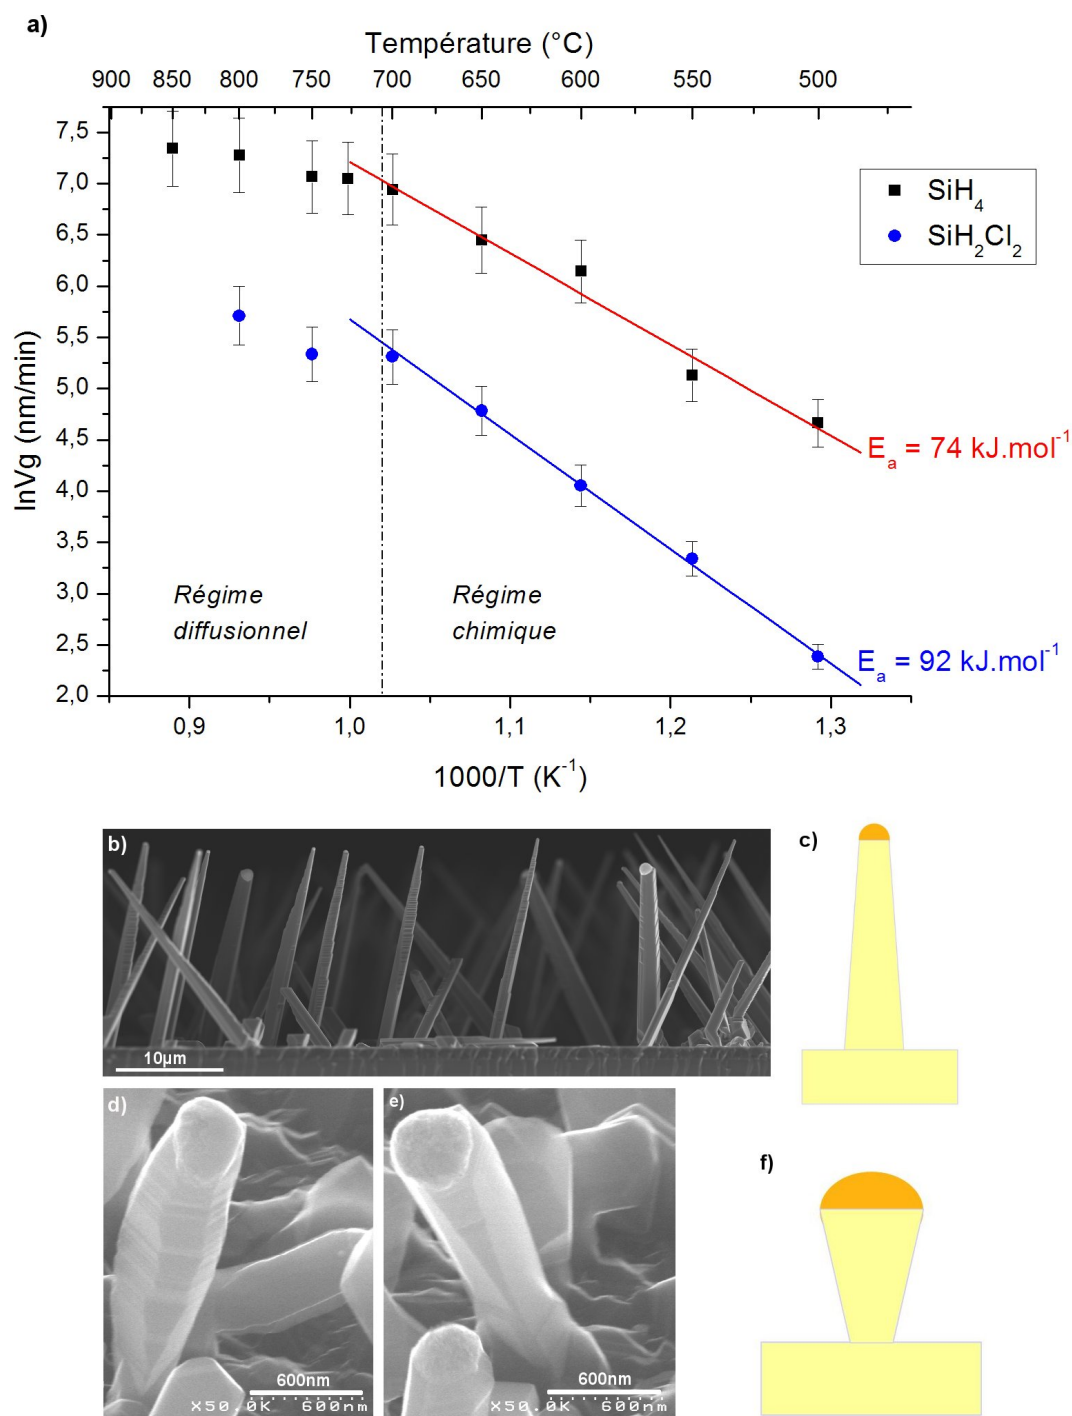 a)
Température (°C)
900 850 800 750 700 650 600 550 500
7,5
7,0
6,5
6,0
5,5
5,0
4,5
4,0
3,5
3,0
2,5
2,0
lnVg (nm/min)
SiH4
SiH2Cl2
Ea = 74 kJ.mol-1
Ea = 92 kJ.mol-1
Régime
diffusionnel
Régime
chimique
0,9 1,0 1,1 1,2 1,3
1000/T (K-1)
b)
10µm
c)
d)
600nm
X50.0K 600nm
e)
600nm
X50.0K 600nm
f)